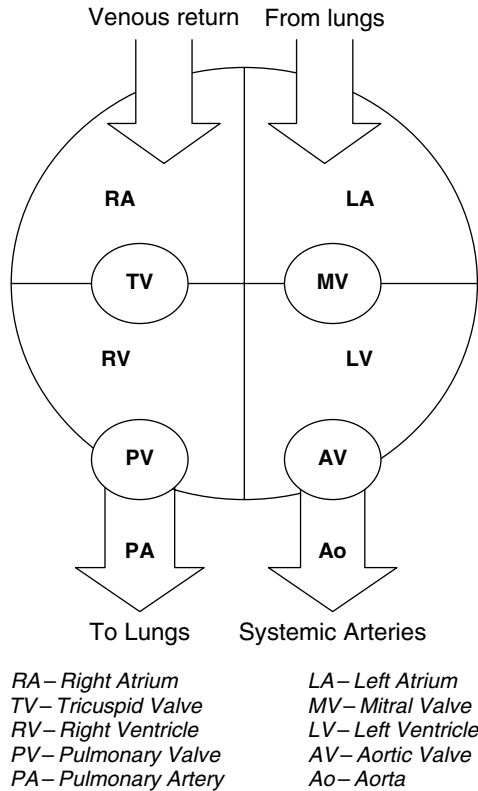 Venous return
From lungs
RA
LA
TV
MV
RV
LV
PV
AV
PA
Ao
To Lungs
Systemic Arteries
RA – Right Atrium
TV – Tricuspid Valve
RV – Right Ventricle
PV – Pulmonary Valve
PA – Pulmonary Artery
LA – Left Atrium
MV – Mitral Valve
LV – Left Ventricle
AV – Aortic Valve
Ao – Aorta